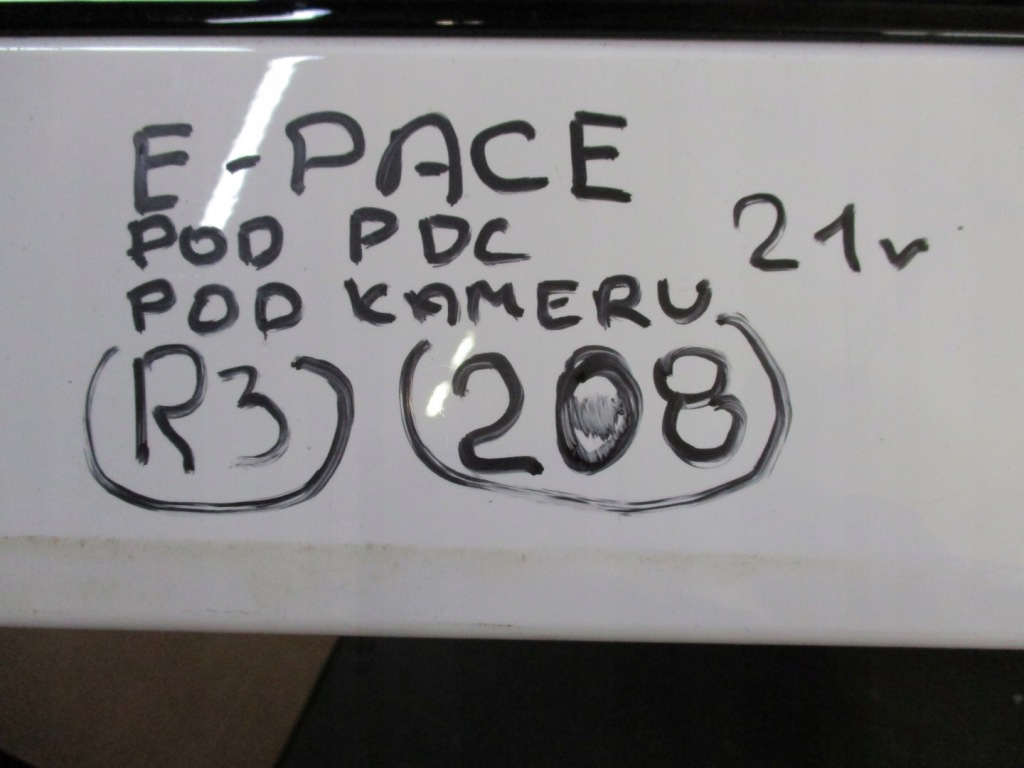 E-PACE
POD PDC 21r
POD KAMERU
R3 208